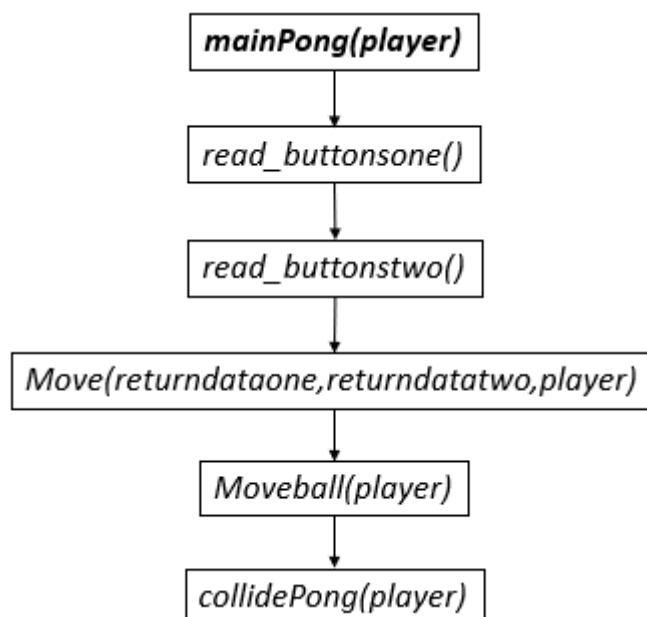 mainPong(player)
read_buttonsone()
read_buttonstwo()
Move(returndataone,returndatatwo,player)
Moveball(player)
collidePong(player)